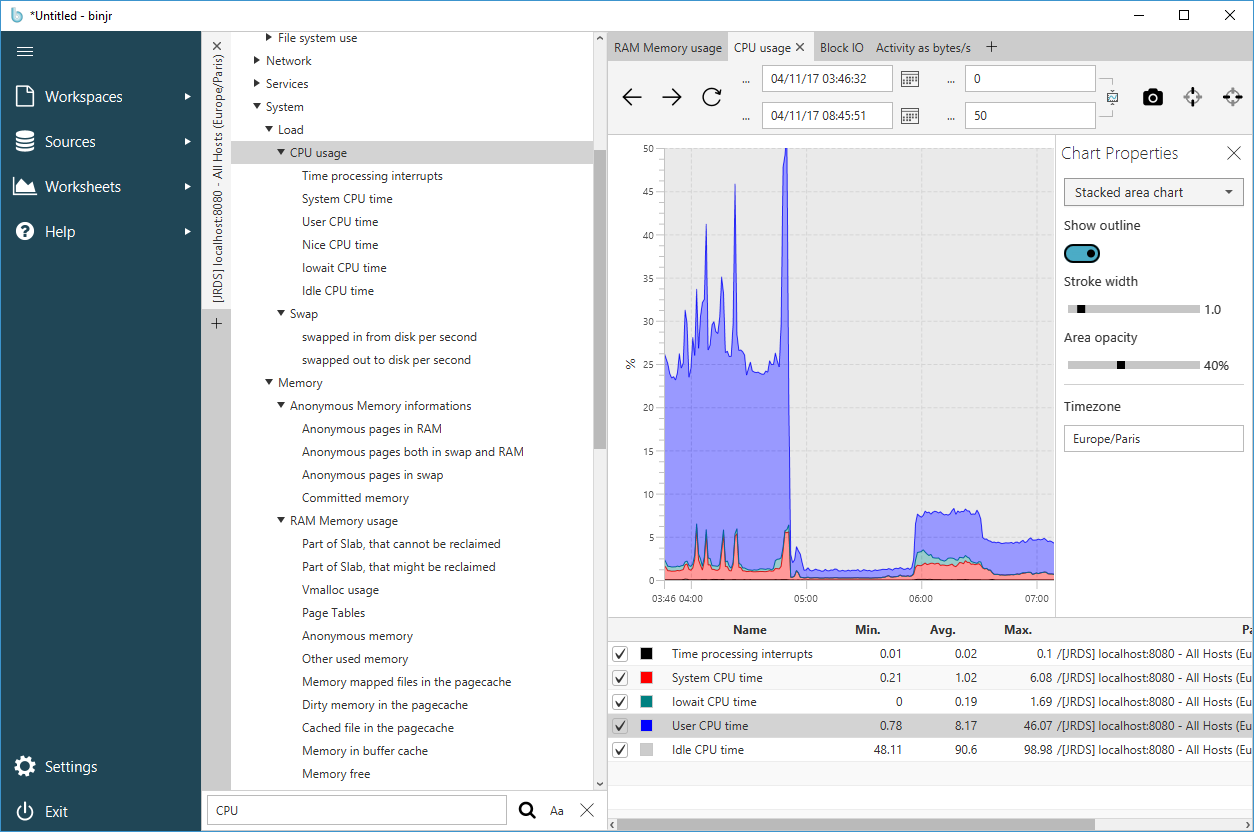 *Untitled - binjr
Workspaces
Sources
Worksheets
Help
Settings
Exit
[JRDS] localhost:8080 - All Hosts (Europe/Paris)
File system use
Network
Services
System
Load
CPU usage
Time processing interrupts
System CPU time
User CPU time
Nice CPU time
Iowait CPU time
Idle CPU time
Swap
swapped in from disk per second
swapped out to disk per second
Memory
Anonymous Memory informations
Anonymous pages in RAM
Anonymous pages both in swap and RAM
Anonymous pages in swap
Committed memory
RAM Memory usage
Part of Slab, that cannot be reclaimed
Part of Slab, that might be reclaimed
Vmalloc usage
Page Tables
Anonymous memory
Other used memory
Memory mapped files in the pagecache
Dirty memory in the pagecache
Cached file in the pagecache
Memory in buffer cache
Memory free
CPU
Aa
RAM Memory usage CPU usage Block IO Activity as bytes/s
... 04/11/17 03:46:32 ... 0
... 04/11/17 08:45:51 ... 50
50
45
40
35
30
25
20
15
10
5
0
%
03:46 04:00 05:00 06:00 07:00
Chart Properties
Stacked area chart
Show outline
Stroke width
1.0
Area opacity
40%
Timezone
Europe/Paris
Name Min. Avg. Max. Pa
Time processing interrupts 0.01 0.02 0.1 /[JRDS] localhost:8080 - All Hosts (Eu
System CPU time 0.21 1.02 6.08 /[JRDS] localhost:8080 - All Hosts (Eu
Iowait CPU time 0 0.19 1.69 /[JRDS] localhost:8080 - All Hosts (Eu
User CPU time 0.78 8.17 46.07 /[JRDS] localhost:8080 - All Hosts (Eu
Idle CPU time 48.11 90.6 98.98 /[JRDS] localhost:8080 - All Hosts (Eu